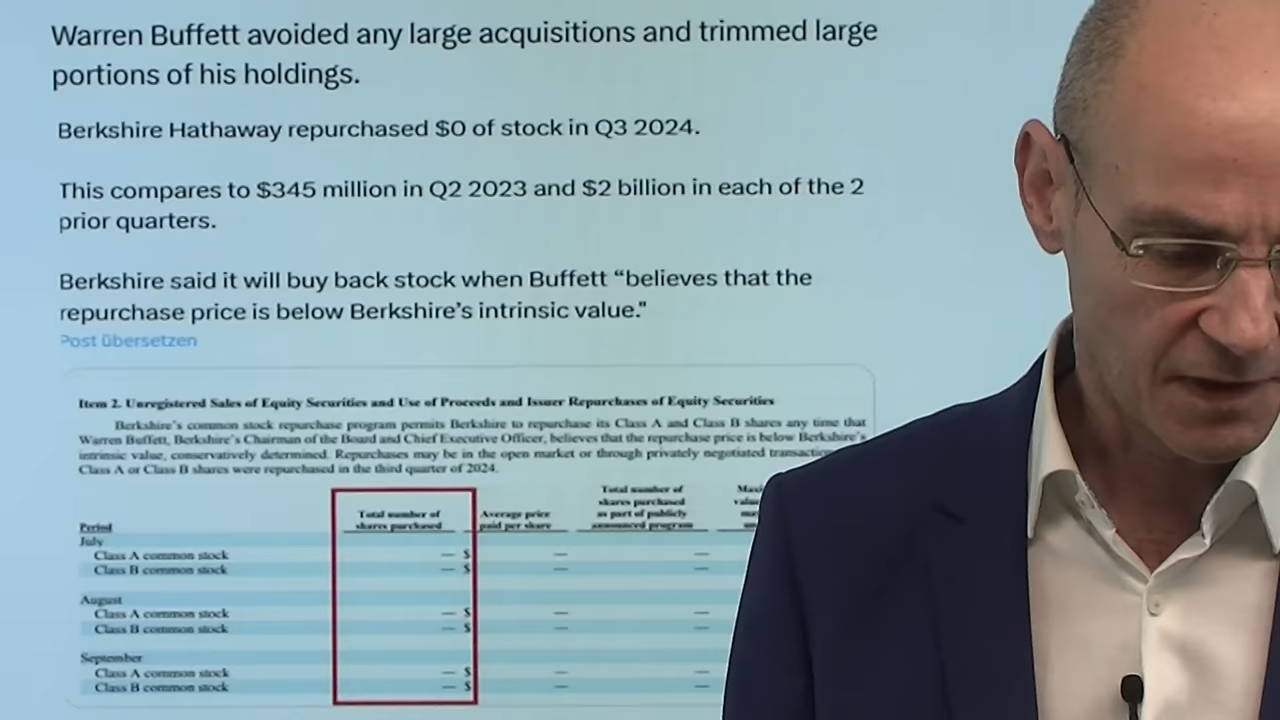 Warren Buffett avoided any large acquisitions and trimmed large
portions of his holdings.
Berkshire Hathaway repurchased $0 of stock in Q3 2024.
This compares to $345 million in Q2 2023 and $2 billion in each of the 2
prior quarters.
Berkshire said it will buy back stock when Buffett “believes that the
repurchase price is below Berkshire’s intrinsic value."
Post übersetzen
Item 2. Unregistered Sales of Equity Securities and Use of Proceeds and Issuer Repurchases of Equity Securities
Berkshire’s common stock repurchase program permits Berkshire to repurchase its Class A and Class B shares any time that
Warren Buffett, Berkshire’s Chairman of the Board and Chief Executive Officer, believes that the repurchase price is below Berkshire’s
intrinsic value, conservatively determined. Repurchases may be in the open market or through privately negotiated
Class A or Class B shares were repurchased in the third quarter of 2024.
Total number of
shares purchased
Average price
paid per share
Total number of
shares purchased
as part of publicly
announced program
Period
July
Class A common stock — $ — —
Class B common stock — $ — —
August
Class A common stock — $ — —
Class B common stock — $ — —
September
Class A common stock — $ — —
Class B common stock — $ — —